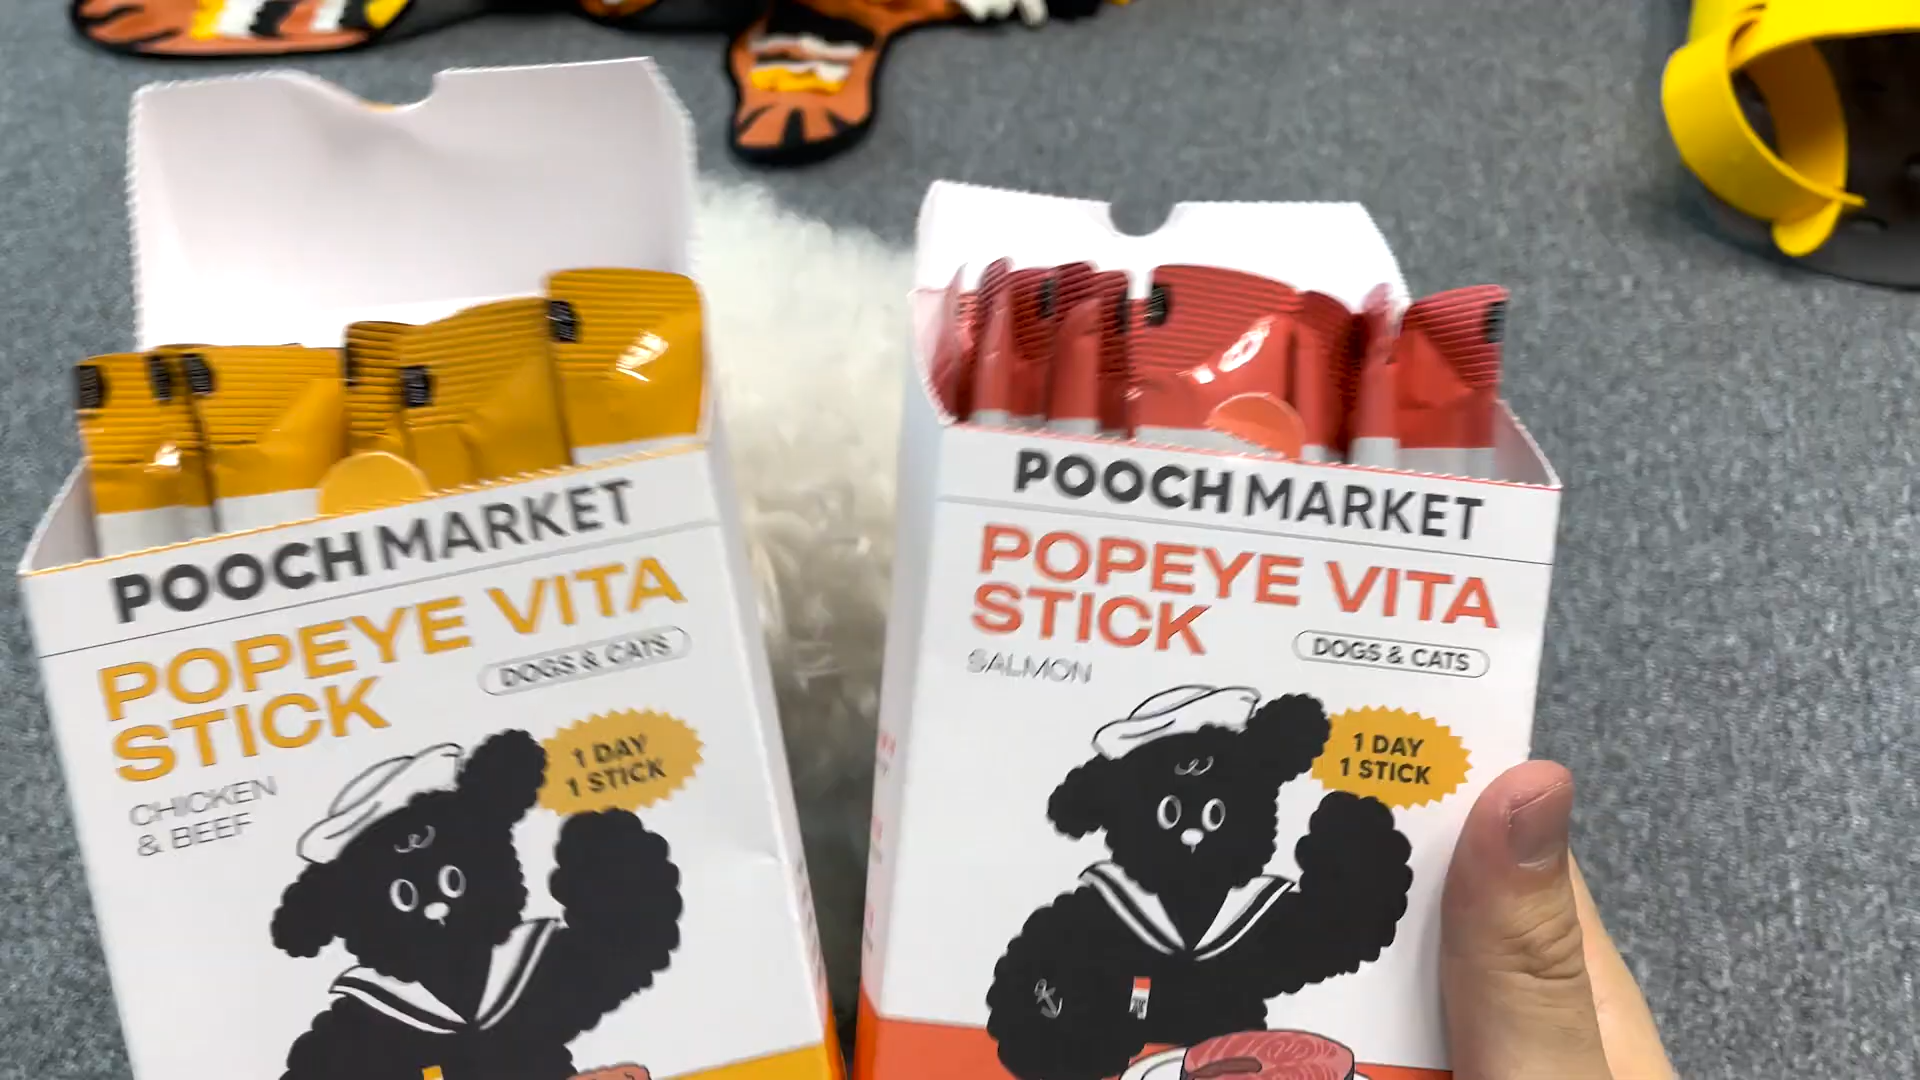 POOCH MARKET
POPEYE VITA
STICK
DOGS & CATS
CHICKEN
& BEEF
1 DAY
1 STICK
POOCH MARKET
POPEYE VITA
STICK
DOGS & CATS
SALMON
1 DAY
1 STICK